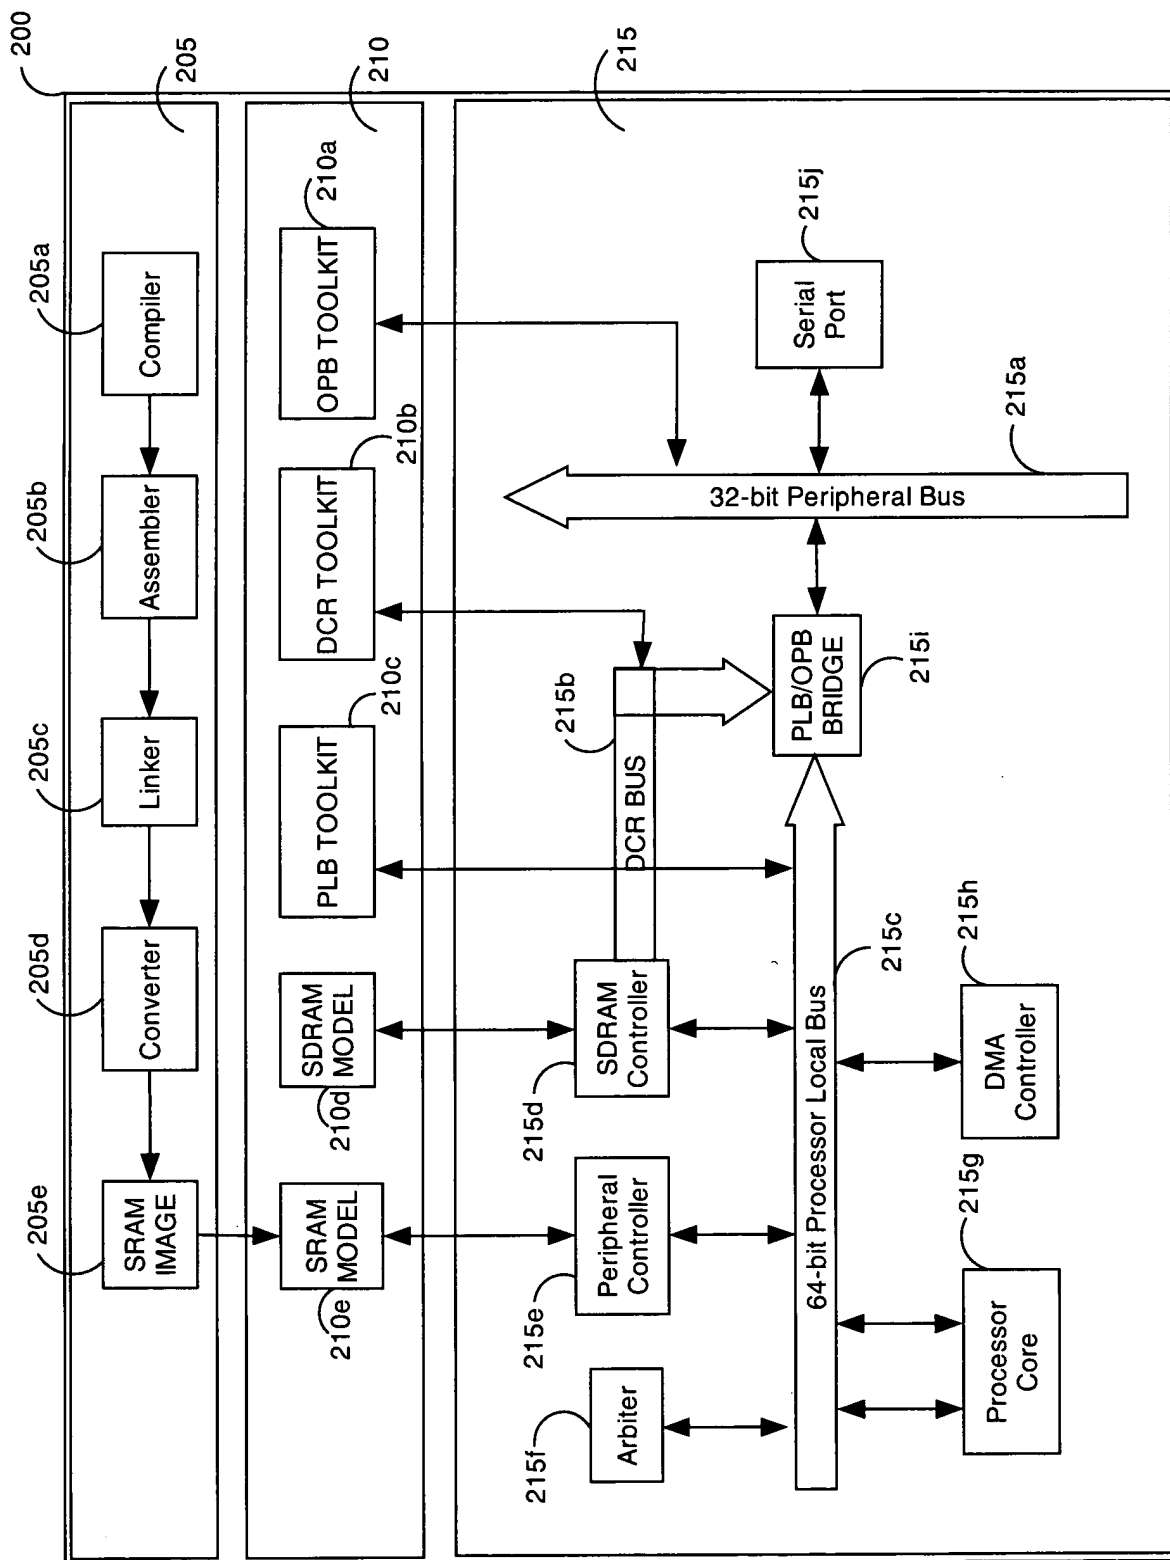 200
205
205e
205d
205c
205b
205a
SRAM
IMAGE
Converter
Linker
Assembler
Compiler
210
SRAM
MODEL
SDRAM
MODEL
PLB TOOLKIT
DCR TOOLKIT
OPB TOOLKIT
210e
210d
210c
210b
210a
215
215f
Arbiter
215e
Peripheral
Controller
215d
SDRAM
Controller
DCR BUS
215b
64-bit Processor Local Bus
215c
PLB/OPB
BRIDGE
215i
32-bit Peripheral Bus
215a
Serial
Port
215j
Processor
Core
215g
DMA
Controller
215h